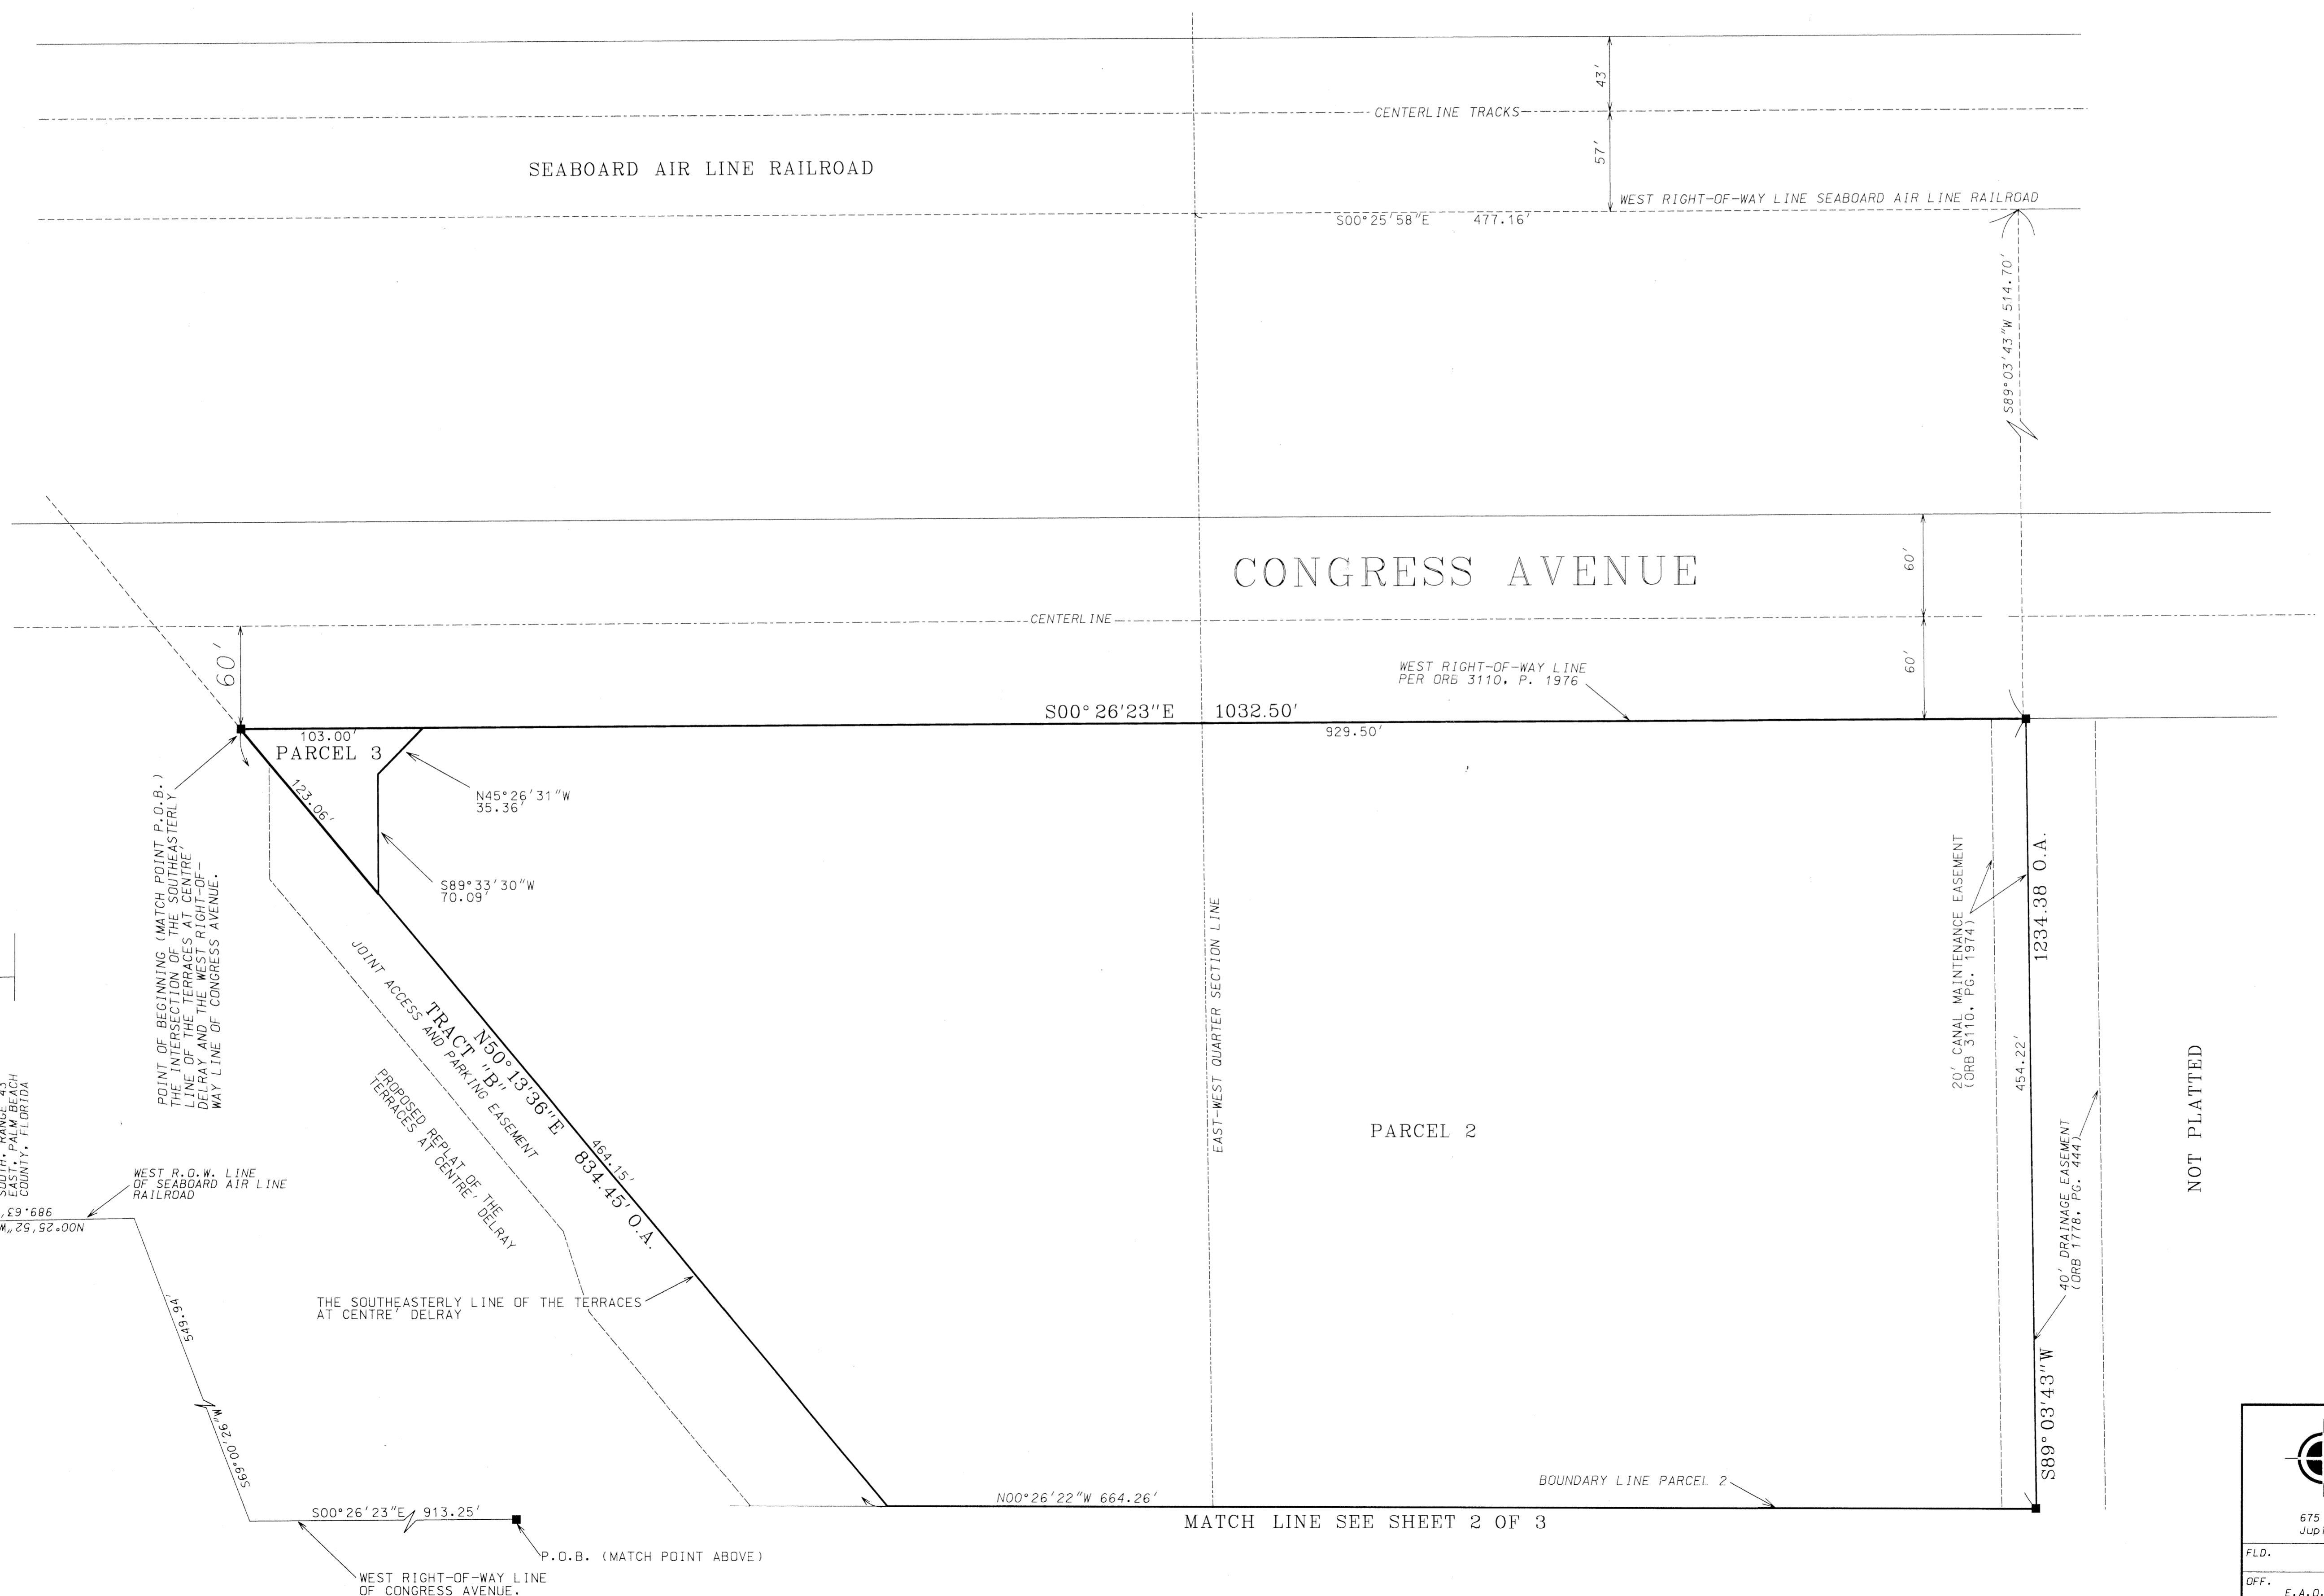 43'
CENTERLINE TRACKS
57'
SEABOARD AIR LINE RAILROAD
WEST RIGHT-OF-WAY LINE SEABOARD AIR LINE RAILROAD
S00°25'58"E 477.16'
S89°03'43"W 514.70'
CONGRESS AVENUE
60'
CENTERLINE
60'
60'
WEST RIGHT-OF-WAY LINE
PER ORB 3110, P. 1976
S00°26'23"E 1032.50'
103.00'
929.50'
PARCEL 3
123.06'
N45°26'31"W
35.36'
S89°33'30"W
70.09'
POINT OF BEGINNING (MATCH POINT P.O.B.)
THE INTERSECTION OF THE SOUTHEASTERLY
LINE OF THE TERRACES AT CENTRE'
DELRAY AND THE WEST RIGHT-OF-
WAY LINE OF CONGRESS AVENUE.
SOUTH, RANGE 43
EAST, PALM BEACH
COUNTY, FLORIDA
JOINT ACCESS AND PARKING EASEMENT
TRACT "B"
N50°13'36"E 834.45' O.A.
464.15'
PROPOSED REPLAT OF THE
TERRACES AT CENTRE' DELRAY
EAST-WEST QUARTER SECTION LINE
PARCEL 2
20' CANAL MAINTENANCE EASEMENT
(ORB 3110, PG. 1974)
1234.38 O.A.
454.22'
40' DRAINAGE EASEMENT
(ORB 1778, PG. 444)
S89°03'43"W
NOT PLATTED
WEST R.O.W. LINE
OF SEABOARD AIR LINE
RAILROAD
989.63'
N00°25'52"W
549.94'
S69°00'26"W
THE SOUTHEASTERLY LINE OF THE TERRACES
AT CENTRE' DELRAY
N00°26'22"W 664.26'
BOUNDARY LINE PARCEL 2
MATCH LINE SEE SHEET 2 OF 3
S00°26'23"E 913.25'
P.O.B. (MATCH POINT ABOVE)
WEST RIGHT-OF-WAY LINE
OF CONGRESS AVENUE.
675
Jupi
FLD.
OFF.
E.A.O.